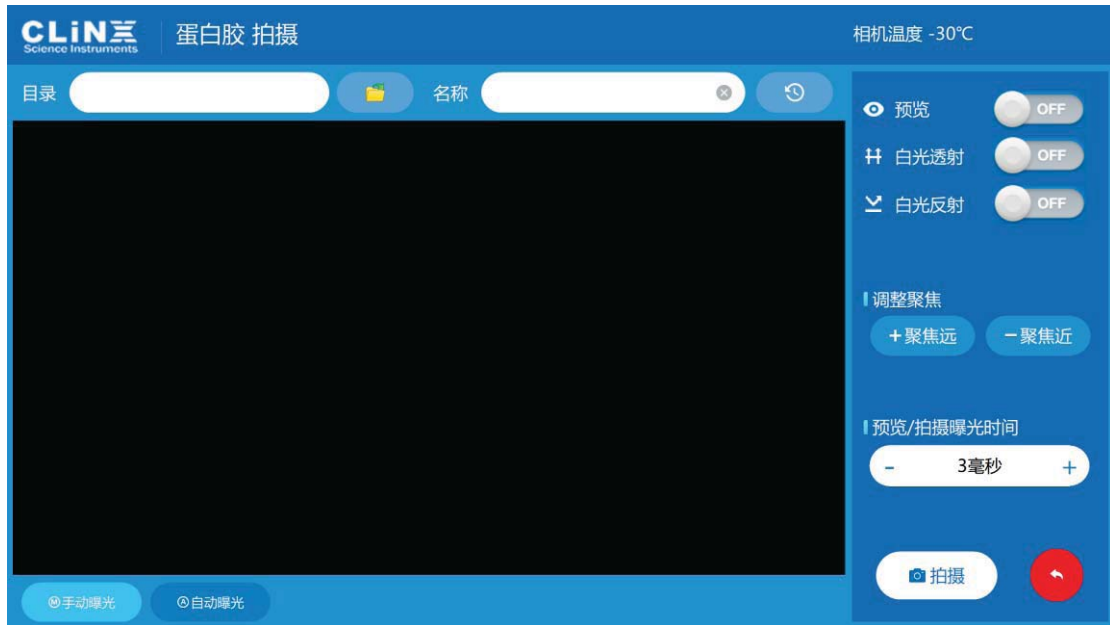 CLiNX
Science Instruments
蛋白胶 拍摄
相机温度 -30℃
目录
名称
预览 OFF
白光透射 OFF
白光反射 OFF
调整聚焦
+聚焦远
-聚焦近
预览/拍摄曝光时间
- 3毫秒 +
拍摄
Ⓜ手动曝光
Ⓐ自动曝光